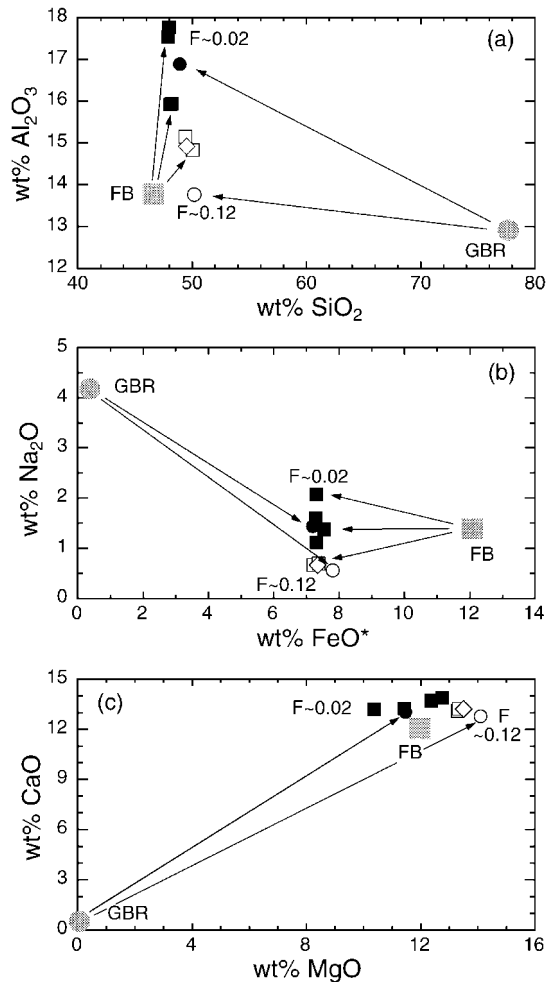 18
17
16
15
14
13
12
wt% Al₂O₃
(a)
F~0.02
FB
F~0.12
GBR
40
50
60
70
80
wt% SiO₂
5
4
3
2
1
0
wt% Na₂O
(b)
GBR
F~0.02
FB
F~0.12
0
2
4
6
8
10
12
14
wt% FeO*
15
12
9
6
3
0
wt% CaO
(c)
F~0.02
F
~0.12
FB
GBR
0
4
8
12
16
wt% MgO